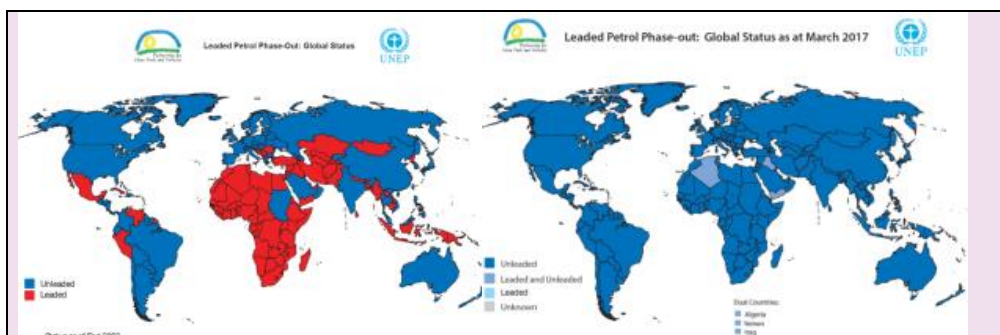 Leaded Petrol Phase-Out: Global Status
UNEP
Unleaded
Leaded
Leaded Petrol Phase-out: Global Status as at March 2017
UNEP
Unleaded
Leaded and Unleaded
Leaded
Unknown
Dual Countries:
Algeria
Yemen
Iraq